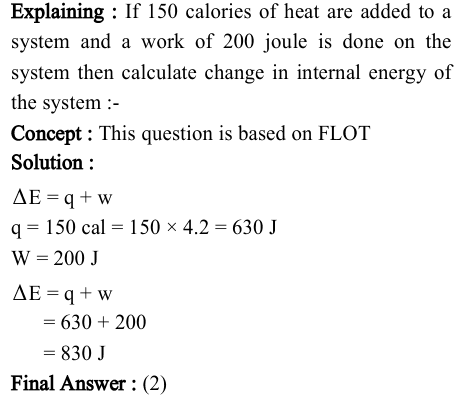 Explaining : If 150 calories of heat are added to a
system and a work of 200 joule is done on the
system then calculate change in internal energy of
the system :-
Concept : This question is based on FLOT
Solution :
ΔE = q + w
q = 150 cal = 150 × 4.2 = 630 J
W = 200 J
ΔE = q + w
= 630 + 200
= 830 J
Final Answer : (2)